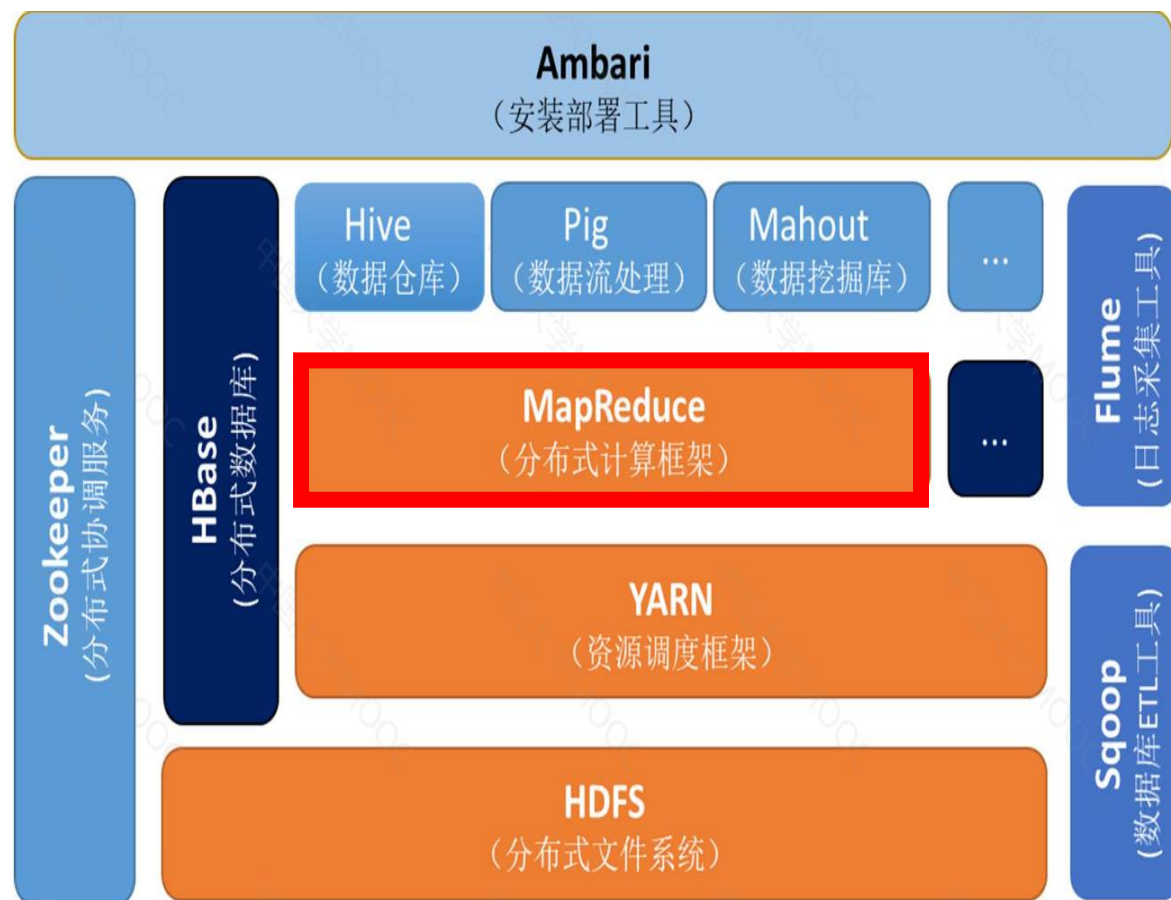 Ambari
（安装部署工具）
Zookeeper
(分布式协调服务)
HBase
(分布式数据库)
Hive
（数据仓库）
Pig
（数据流处理）
Mahout
（数据挖掘库）
...
MapReduce
（分布式计算框架）
...
YARN
（资源调度框架）
HDFS
（分布式文件系统）
Flume
(日志采集工具)
Sqoop
(数据库ETL工具)